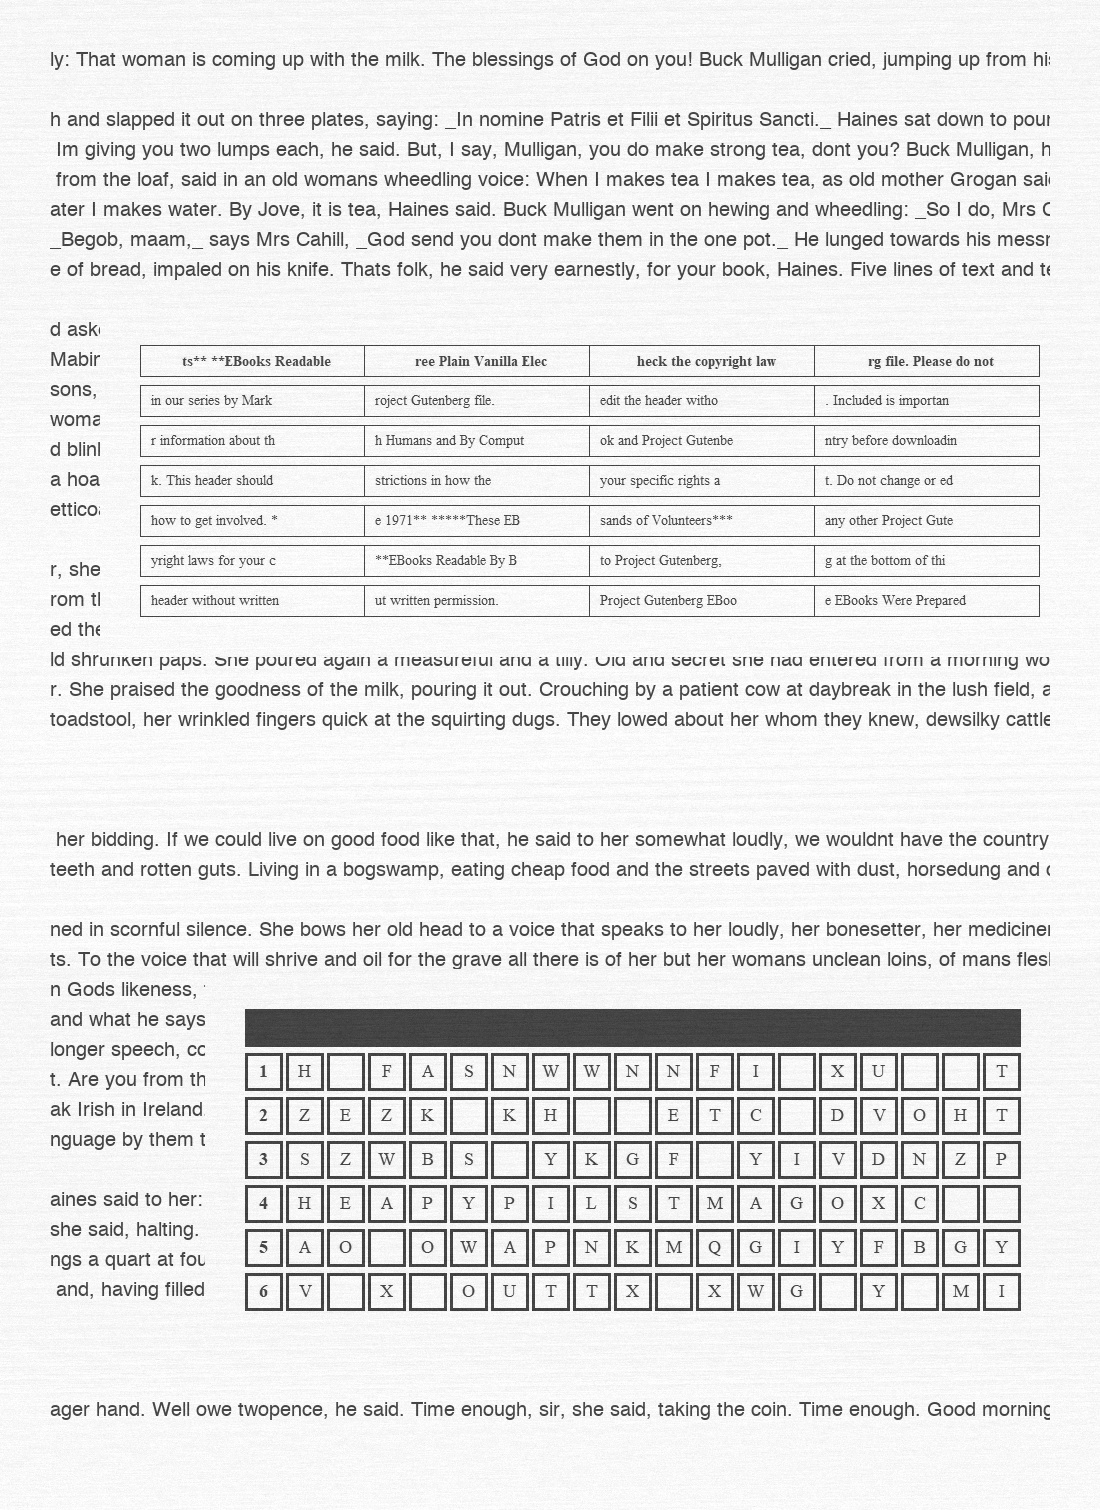 ly: That woman is coming up with the milk. The blessings of God on you! Buck Mulligan cried, jumping up from his
h and slapped it out on three plates, saying: _In nomine Patris et Filii et Spiritus Sancti._ Haines sat down to pour
Im giving you two lumps each, he said. But, I say, Mulligan, you do make strong tea, dont you? Buck Mulligan, h
from the loaf, said in an old womans wheedling voice: When I makes tea I makes tea, as old mother Grogan said
ater I makes water. By Jove, it is tea, Haines said. Buck Mulligan went on hewing and wheedling: _So I do, Mrs C
_Begob, maam,_ says Mrs Cahill, _God send you dont make them in the one pot._ He lunged towards his messr
e of bread, impaled on his knife. Thats folk, he said very earnestly, for your book, Haines. Five lines of text and te
d aske
Mabin
ts** **EBooks Readable ree Plain Vanilla Elec heck the copyright law rg file. Please do not
sons,
in our series by Mark roject Gutenberg file. edit the header witho . Included is importan
woma
r information about th h Humans and By Comput ok and Project Gutenbe ntry before downloadin
d blinl
a hoa
k. This header should strictions in how the your specific rights a t. Do not change or ed
etticoa
how to get involved. * e 1971** *****These EB sands of Volunteers*** any other Project Gute
yright laws for your c **EBooks Readable By B to Project Gutenberg, g at the bottom of thi
r, she
rom tl
header without written ut written permission. Project Gutenberg EBoo e EBooks Were Prepared
ed the
ld shrunken paps. She poured again a measureful and a tilly. Old and secret she had entered from a morning wo
r. She praised the goodness of the milk, pouring it out. Crouching by a patient cow at daybreak in the lush field, a
toadstool, her wrinkled fingers quick at the squirting dugs. They lowed about her whom they knew, dewsilky cattle
her bidding. If we could live on good food like that, he said to her somewhat loudly, we wouldnt have the country
teeth and rotten guts. Living in a bogswamp, eating cheap food and the streets paved with dust, horsedung and c
ned in scornful silence. She bows her old head to a voice that speaks to her loudly, her bonesetter, her mediciner
ts. To the voice that will shrive and oil for the grave all there is of her but her womans unclean loins, of mans flesh
n Gods likeness,
and what he says
longer speech, co
1 H F A S N W W N N F I X U T
t. Are you from th
ak Irish in Ireland.
2 Z E Z K K H E T C D V O H T
nguage by them t
3 S Z W B S Y K G F Y I V D N Z P
aines said to her:
4 H E A P Y P I L S T M A G O X C
she said, halting.
5 A O O W A P N K M Q G I Y F B G Y
ngs a quart at fou
and, having filled
6 V X O U T T X X W G Y M I
ager hand. Well owe twopence, he said. Time enough, sir, she said, taking the coin. Time enough. Good morning